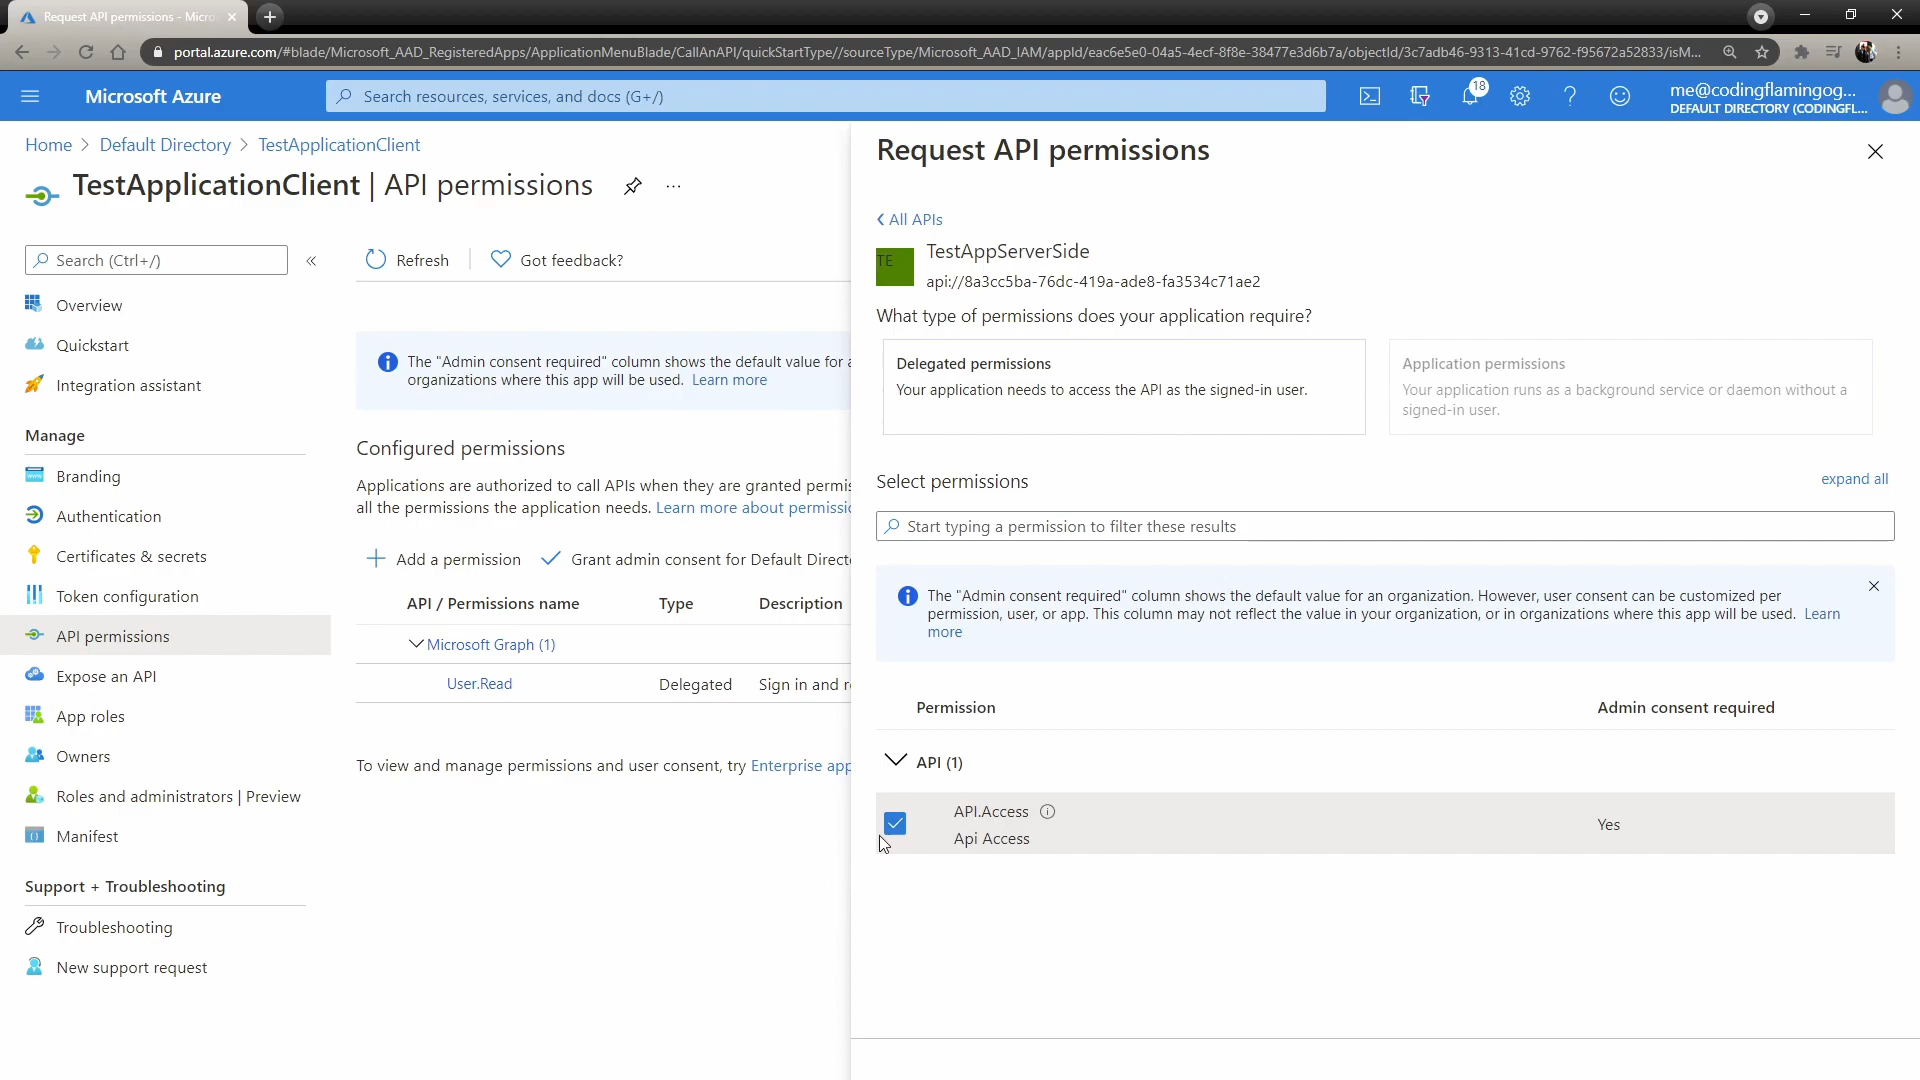 Request API permissions - Micro
portal.azure.com/#blade/Microsoft_AAD_RegisteredApps/ApplicationMenuBlade/CallAnAPI/quickStartType//sourceType/Microsoft_AAD_IAM/appId/eac6e5e0-04a5-4ecf-8f8e-38477e3d6b7a/objectId/3c7adb46-9313-41cd-9762-f95672a52833/isM...
Microsoft Azure
Search resources, services, and docs (G+/)
18
me@codingflamingog...
DEFAULT DIRECTORY (CODINGFL...
Home > Default Directory > TestApplicationClient
TestApplicationClient | API permissions
Search (Ctrl+/)
Overview
Quickstart
Integration assistant
Manage
Branding
Authentication
Certificates & secrets
Token configuration
API permissions
Expose an API
App roles
Owners
Roles and administrators | Preview
Manifest
Support + Troubleshooting
Troubleshooting
New support request
Refresh
Got feedback?
The "Admin consent required" column shows the default value for a
organizations where this app will be used. Learn more
Configured permissions
Applications are authorized to call APIs when they are granted permis
all the permissions the application needs. Learn more about permissio
Add a permission
Grant admin consent for Default Direct
API / Permissions name Type Description
Microsoft Graph (1)
User.Read Delegated Sign in and r
To view and manage permissions and user consent, try Enterprise app
Request API permissions
All APIs
TE
TestAppServerSide
api://8a3cc5ba-76dc-419a-ade8-fa3534c71ae2
What type of permissions does your application require?
Delegated permissions
Your application needs to access the API as the signed-in user.
Application permissions
Your application runs as a background service or daemon without a
signed-in user.
Select permissions
expand all
Start typing a permission to filter these results
The "Admin consent required" column shows the default value for an organization. However, user consent can be customized per
permission, user, or app. This column may not reflect the value in your organization, or in organizations where this app will be used. Learn
more
Permission Admin consent required
API (1)
API.Access
Api Access
Yes